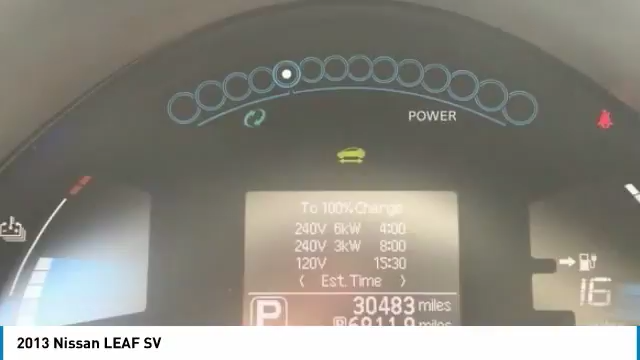 POWER
To 100% Charge
240V 6kW 4:00
240V 3kW 8:00
120V 15:30
Est. Time
16
30483 miles
P
miles
2013 Nissan LEAF SV